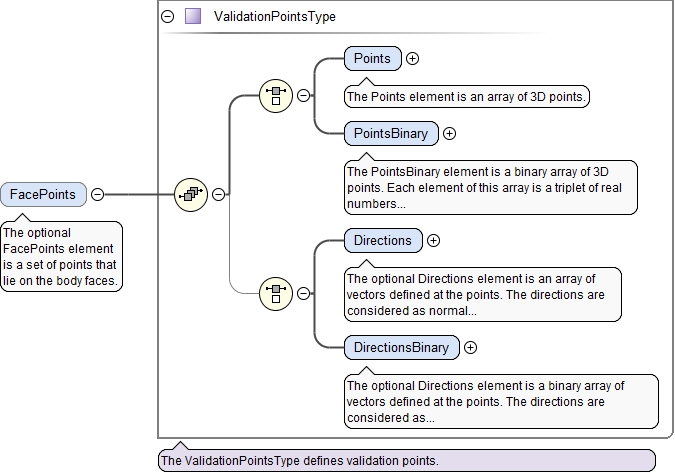 ValidationPointsType
Points
The Points element is an array of 3D points.
PointsBinary
The PointsBinary element is a binary array of 3D
points. Each element of this array is a triplet of real
numbers...
FacePoints
The optional
FacePoints element
is a set of points that
lie on the body faces.
Directions
The optional Directions element is an array of
vectors defined at the points. The directions are
considered as normal...
DirectionsBinary
The optional Directions element is a binary array of
vectors defined at the points. The directions are
considered as...
The ValidationPointsType defines validation points.